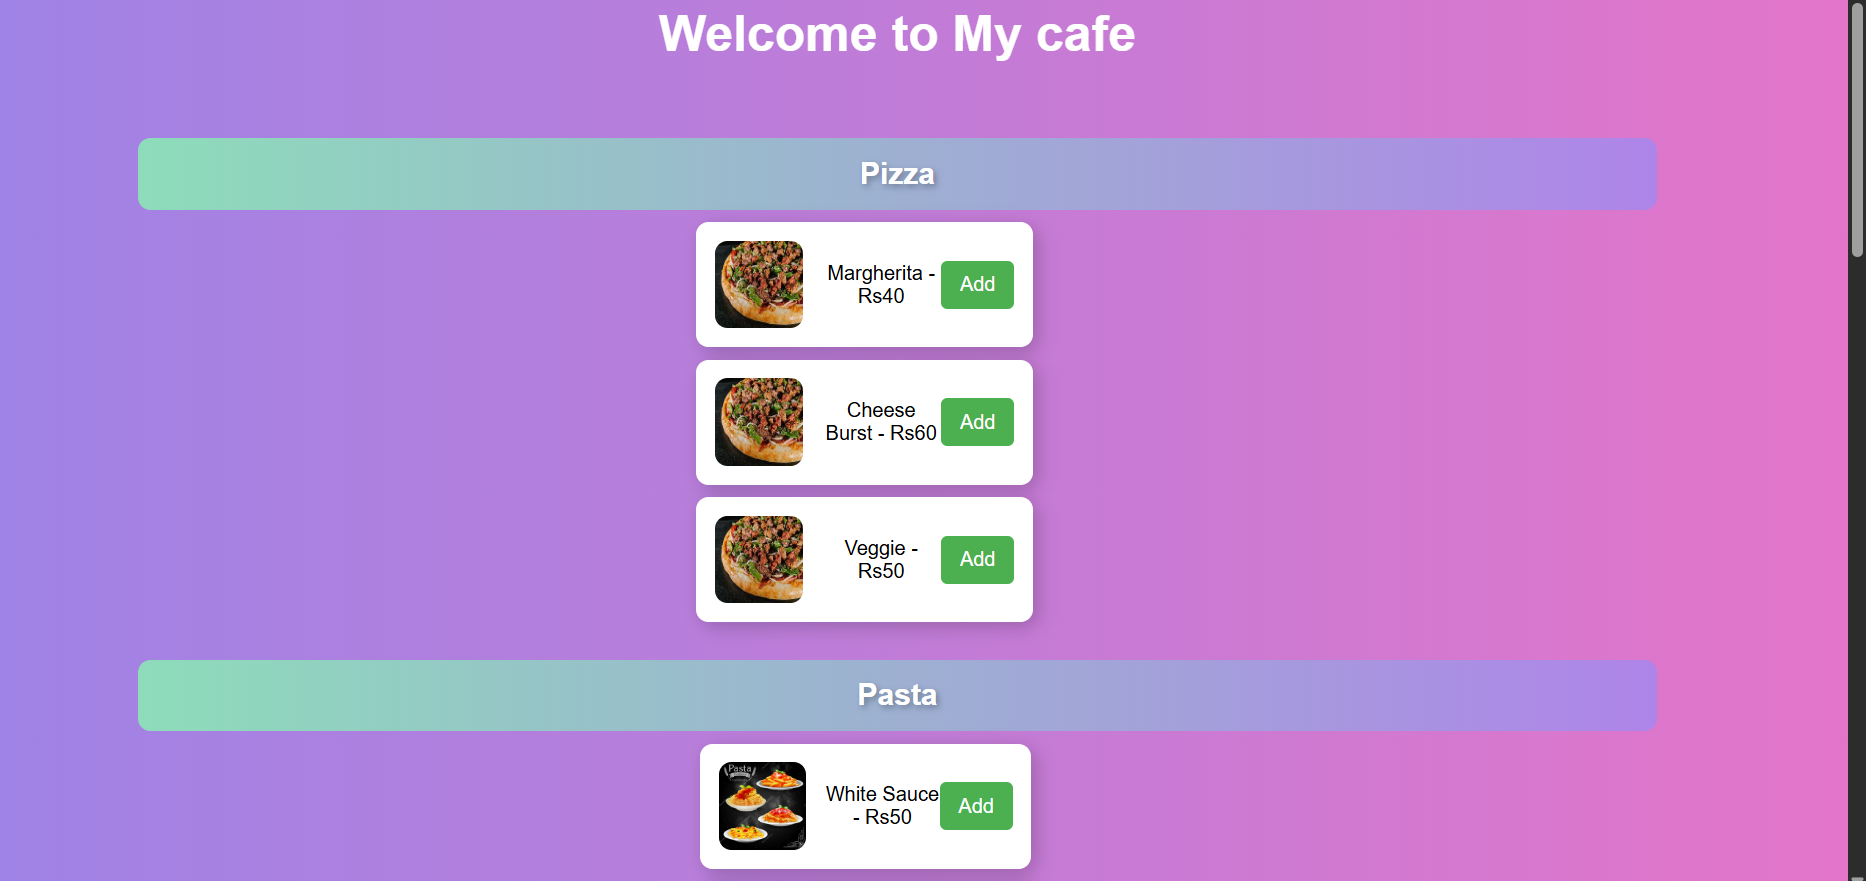 Welcome to My cafe
Pizza
Margherita -
Rs40
Add
Cheese
Burst - Rs60
Add
Veggie -
Rs50
Add
Pasta
Pasta
White Sauce
- Rs50
Add